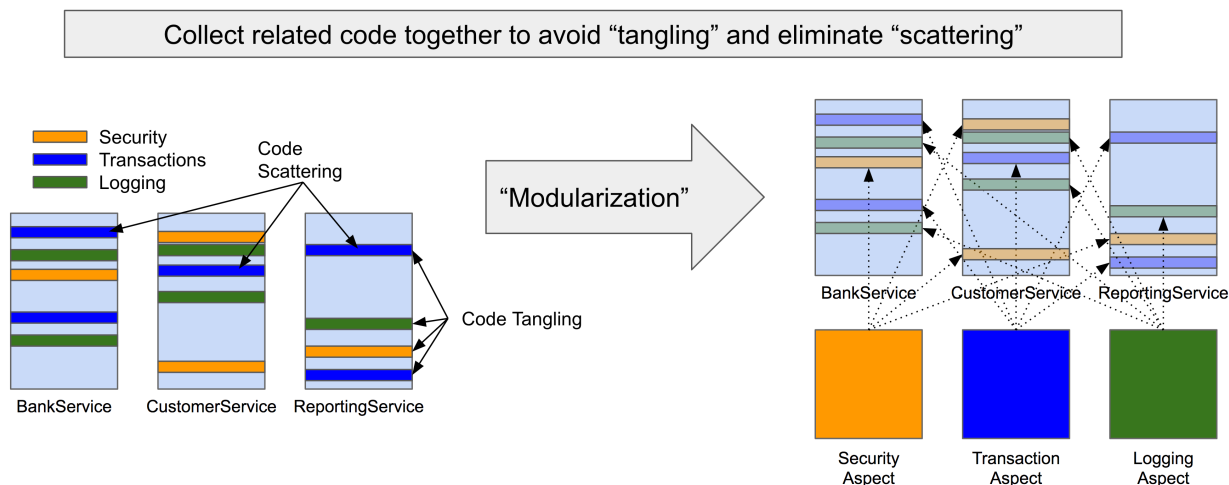 Collect related code together to avoid “tangling” and eliminate “scattering”
Security
Transactions
Logging
Code
Scattering
Code Tangling
BankService
CustomerService
ReportingService
“Modularization”
BankService
CustomerService
ReportingService
Security
Aspect
Transaction
Aspect
Logging
Aspect